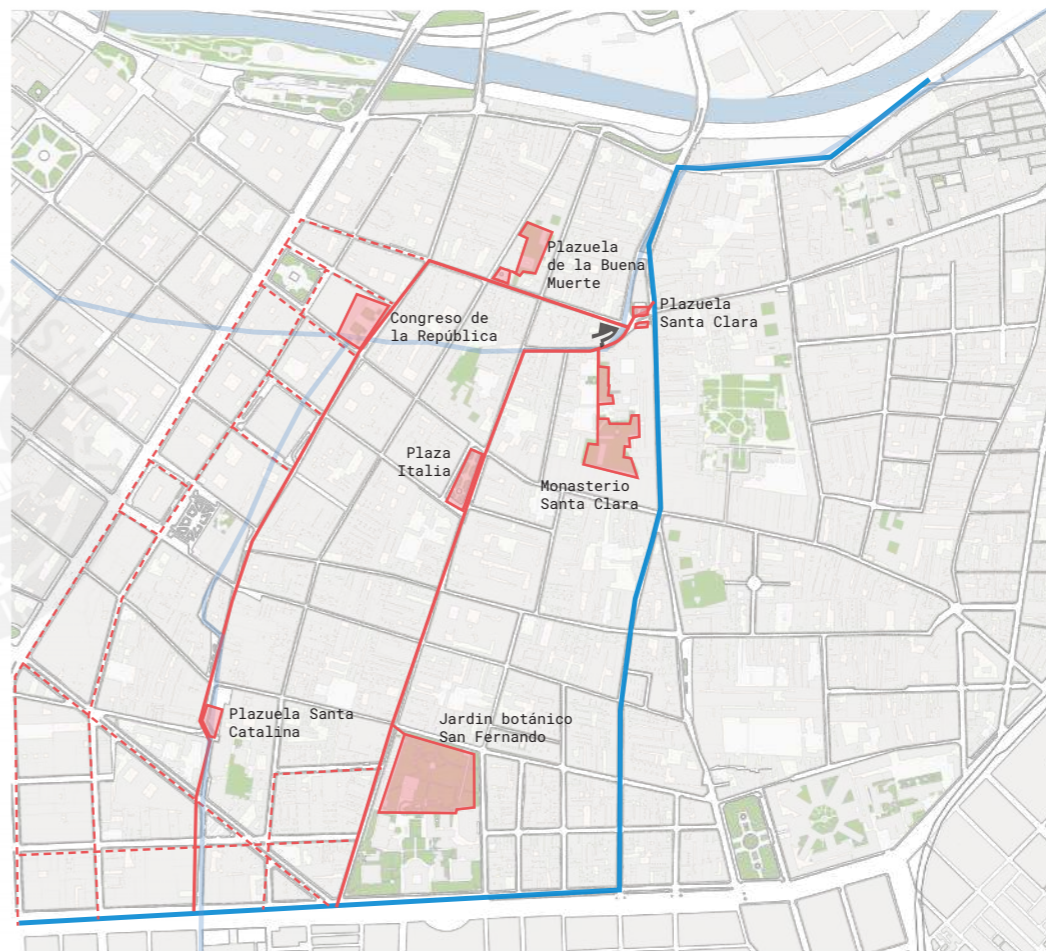 Plazuela
de la Buena
Muerte
Plazuela
Santa Clara
Congreso de
la República
Plaza
Italia
Monasterio
Santa Clara
Plazuela Santa
Catalina
Jardin botánico
San Fernando